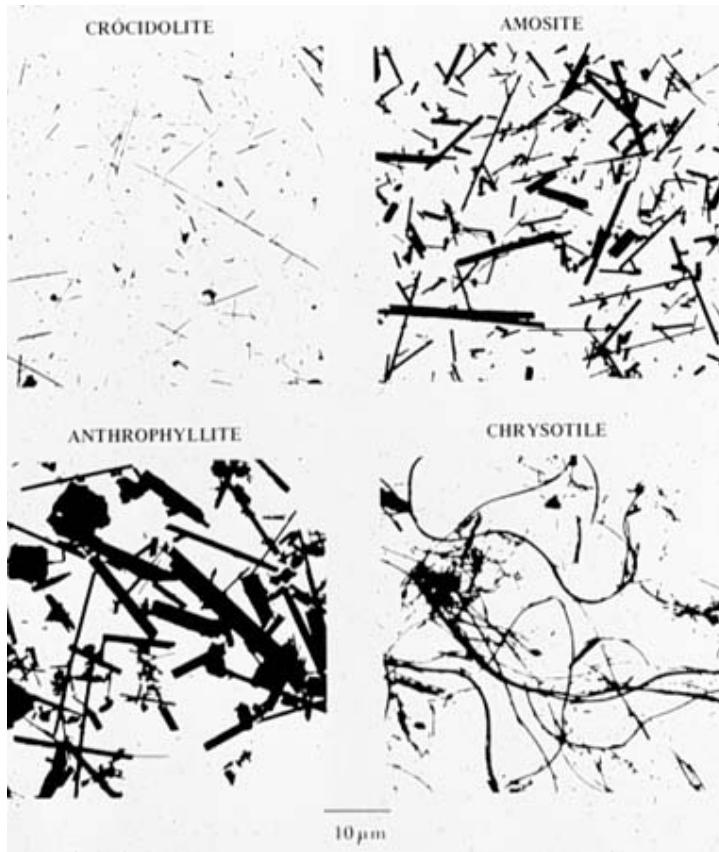 CRÓCIDOLITE
AMOSITE
ANTHROPHYLLITE
CHRYSOTILE
10 µm